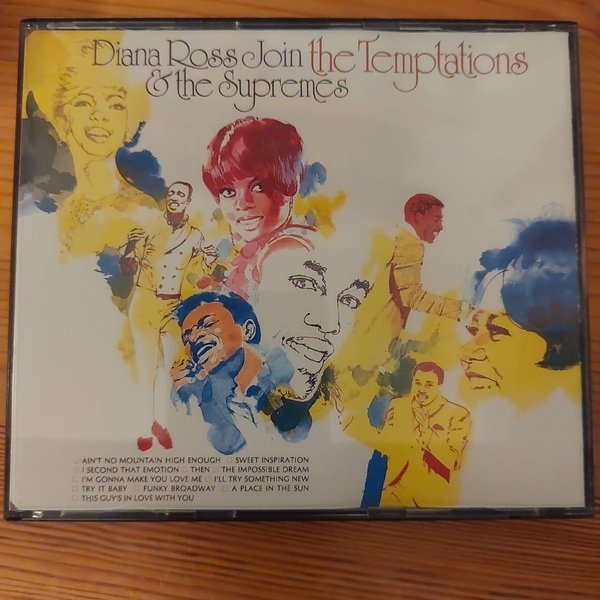 Diana Ross Join the Temptations
& the Supremes
AIN'T NO MOUNTAIN HIGH ENOUGH □ SWEET INSPIRATION
□ I SECOND THAT EMOTION □ THEN □ THE IMPOSSIBLE DREAM
□ I'M GONNA MAKE YOU LOVE ME □ I'LL TRY SOMETHING NEW
□ TRY IT BABY □ FUNKY BROADWAY □ A PLACE IN THE SUN
□ THIS GUY'S IN LOVE WITH YOU